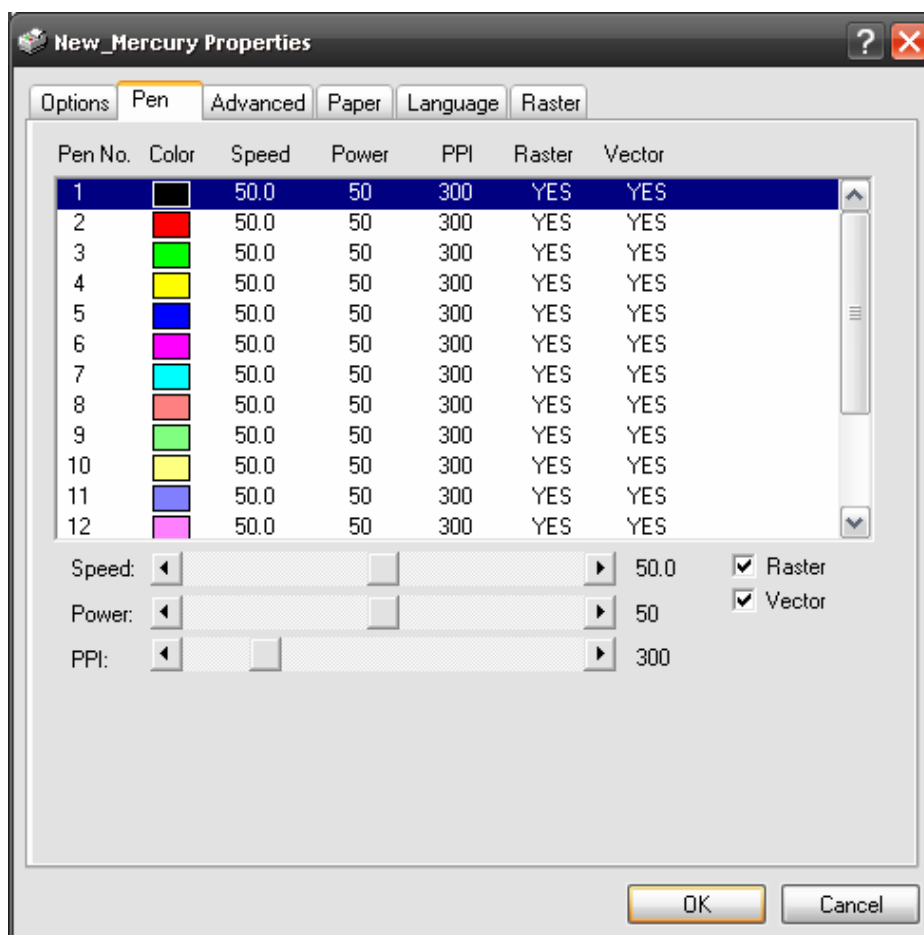 New_Mercury Properties
Options Pen Advanced Paper Language Raster
Pen No. Color Speed Power PPI Raster Vector
1 50.0 50 300 YES YES
2 50.0 50 300 YES YES
3 50.0 50 300 YES YES
4 50.0 50 300 YES YES
5 50.0 50 300 YES YES
6 50.0 50 300 YES YES
7 50.0 50 300 YES YES
8 50.0 50 300 YES YES
9 50.0 50 300 YES YES
10 50.0 50 300 YES YES
11 50.0 50 300 YES YES
12 50.0 50 300 YES YES
Speed: 50.0 Raster
Power: 50 Vector
PPI: 300
OK Cancel